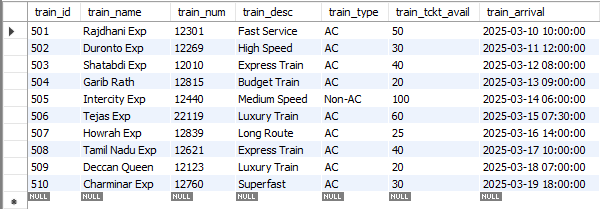 train_id train_name train_num train_desc train_type train_tckt_avail train_arrival
501 Rajdhani Exp 12301 Fast Service AC 50 2025-03-10 10:00:00
502 Duronto Exp 12269 High Speed AC 30 2025-03-11 12:00:00
503 Shatabdi Exp 12010 Express Train AC 40 2025-03-12 08:00:00
504 Garib Rath 12815 Budget Train AC 20 2025-03-13 09:00:00
505 Intercity Exp 12440 Medium Speed Non-AC 100 2025-03-14 06:00:00
506 Tejas Exp 22119 Luxury Train AC 60 2025-03-15 07:30:00
507 Howrah Exp 12839 Long Route AC 25 2025-03-16 14:00:00
508 Tamil Nadu Exp 12621 Express Train AC 40 2025-03-17 10:00:00
509 Deccan Queen 12123 Luxury Train AC 20 2025-03-18 07:00:00
510 Charminar Exp 12760 Superfast AC 30 2025-03-19 18:00:00
NULL NULL NULL NULL NULL NULL NULL